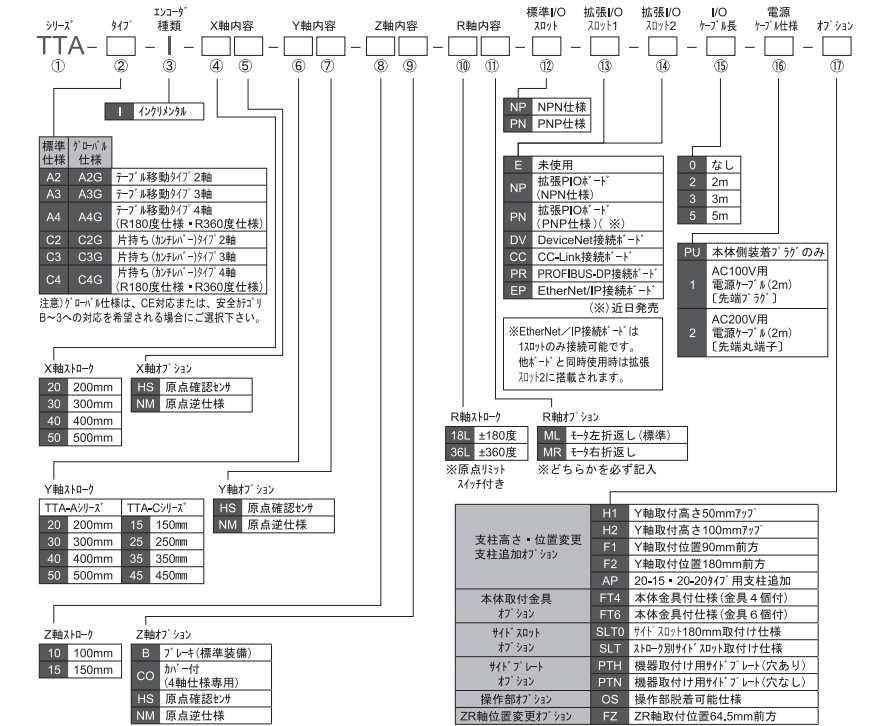 シリーズ タイプ エンコーダ種類 X軸内容 Y軸内容 Z軸内容 R軸内容 標準I/Oスロット 拡張I/Oスロット1 拡張I/Oスロット2 I/Oケーブル長 電源ケーブル仕様 オプション
TTA - - I - - - - - - - - - -
① ② ③ ④ ⑤ ⑥ ⑦ ⑧ ⑨ ⑩ ⑪ ⑫ ⑬ ⑭ ⑮ ⑯ ⑰
I インクリメンタル
標準仕様 グローバル仕様
A2 A2G テーブル移動タイプ2軸
A3 A3G テーブル移動タイプ3軸
A4 A4G テーブル移動タイプ4軸
(R180度仕様・R360度仕様)
C2 C2G 片持ち(カンチレバー)タイプ2軸
C3 C3G 片持ち(カンチレバー)タイプ3軸
C4 C4G 片持ち(カンチレバー)タイプ4軸
(R180度仕様・R360度仕様)
注意)グローバル仕様は、CE対応または、安全カテゴリ
B〜3への対応を希望される場合にご選択下さい。
X軸ストローク
20 200mm
30 300mm
40 400mm
50 500mm
X軸オプション
HS 原点確認センサ
NM 原点逆仕様
Y軸ストローク
TTA-Aシリーズ TTA-Cシリーズ
20 200mm 15 150mm
30 300mm 25 250mm
40 400mm 35 350mm
50 500mm 45 450mm
Y軸オプション
HS 原点確認センサ
NM 原点逆仕様
Z軸ストローク
10 100mm
15 150mm
Z軸オプション
B ブレーキ(標準装備)
CO カバー付
(4軸仕様専用)
HS 原点確認センサ
NM 原点逆仕様
NP NPN仕様
PN PNP仕様
E 未使用
NP 拡張PIOボード
(NPN仕様)
PN 拡張PIOボード
(PNP仕様)(※)
DV DeviceNet接続ボード
CC CC-Link接続ボード
PR PROFIBUS-DP接続ボード
EP EtherNet/IP接続ボード
(※)近日発売
※EtherNet/IP接続ボードは
1スロットのみ接続可能です。
他ボードと同時使用時は拡張
スロット2に搭載されます。
0 なし
2 2m
3 3m
5 5m
PU 本体側装着プラグのみ
1 AC100V用
電源ケーブル(2m)
〔先端プラグ〕
2 AC200V用
電源ケーブル(2m)
〔先端丸端子〕
R軸ストローク
18L ±180度
36L ±360度
※原点リミット
スイッチ付き
R軸オプション
ML モータ左折返し(標準)
MR モータ右折返し
※どちらかを必ず記入
支柱高さ・位置変更
支柱追加オプション
H1 Y軸取付高さ50mmアップ
H2 Y軸取付高さ100mmアップ
F1 Y軸取付位置90mm前方
F2 Y軸取付位置180mm前方
AP 20-15・20-20タイプ用支柱追加
本体取付金具
オプション
FT4 本体金具付仕様(金具4個付)
FT6 本体金具付仕様(金具6個付)
サイドスロット
オプション
SLT0 サイドスロット180mm取付け仕様
SLT ストローク別サイドスロット取付け仕様
サイドプレート
オプション
PTH 機器取付け用サイドプレート(穴あり)
PTN 機器取付け用サイドプレート(穴なし)
操作部オプション OS 操作部脱着可能仕様
ZR軸位置変更オプション FZ ZR軸取付位置64.5mm前方